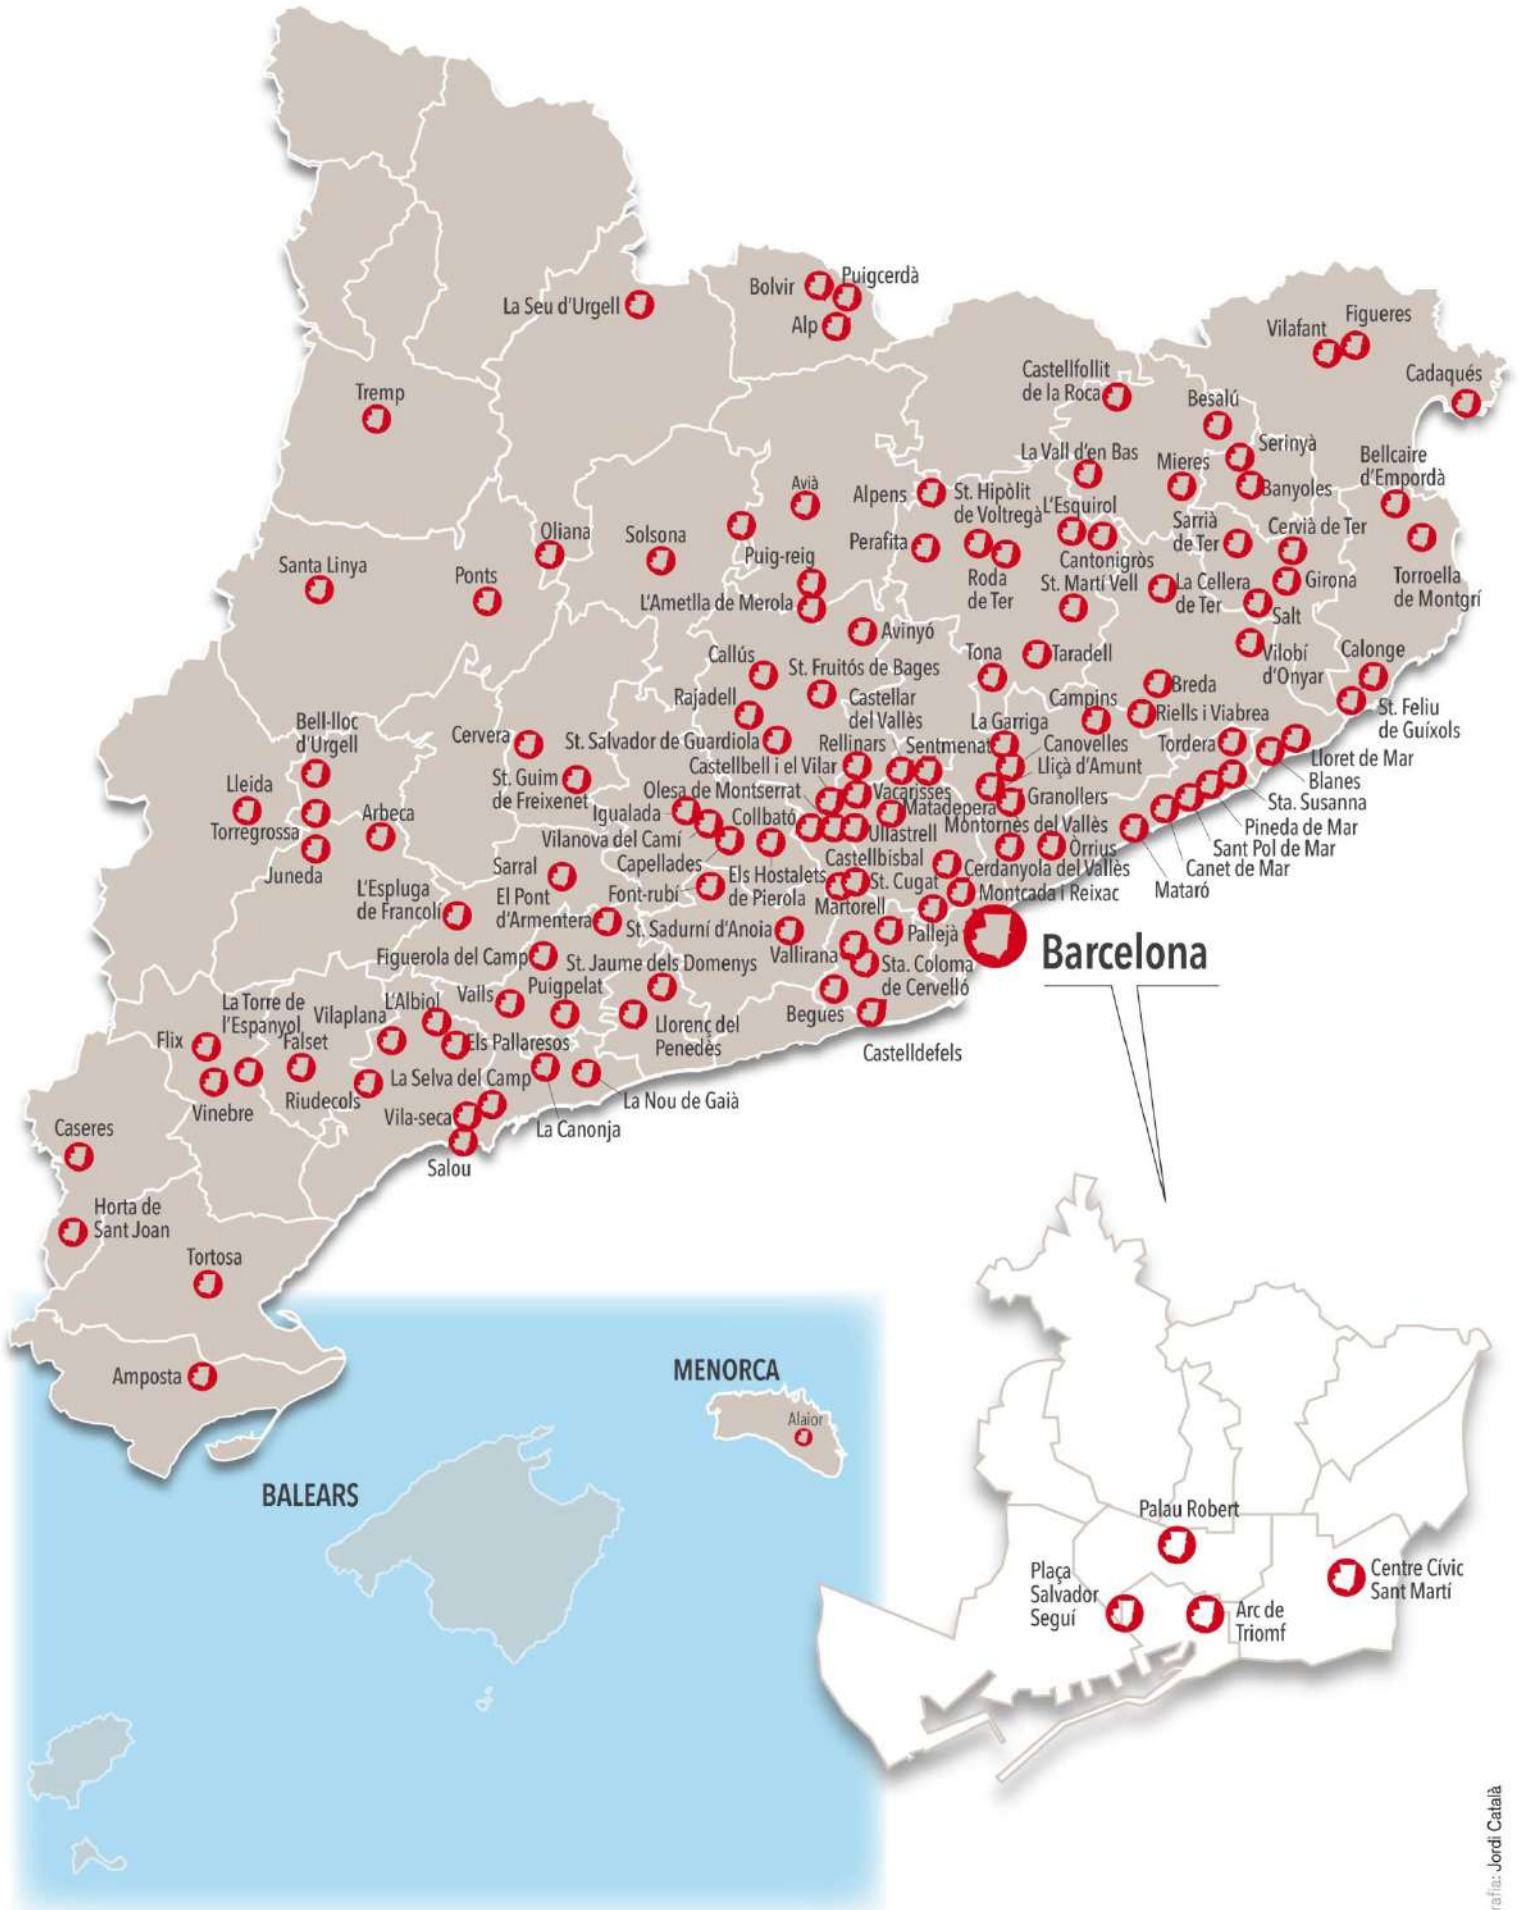 Bolvir
Puigcerdà
La Seu d'Urgell
Alp
Figueres
Vilafant
Cadaqués
Castellfollit
de la Roca
Tremp
Besalú
Serinyà
La Vall d'en Bas
Mieres
Bellcaire
d'Empordà
Avià
Alpens
St. Hipòlit
de Voltregà
L'Esquirol
Banyoles
Oliana
Solsona
Puig-reig
Perafita
Cantonigròs
Sarrià
de Ter
Cervià de Ter
Santa Linya
Ponts
L'Ametlla de Merola
Roda
de Ter
St. Martí Vell
La Cellera
de Ter
Girona
Torroella
de Montgrí
Salt
Avinyó
Callús
St. Fruitós de Bages
Tona
Taradell
Vilobí
d'Onyar
Calonge
Rajadell
Castellar
del Vallès
Campins
Breda
Riells i Viabrea
St. Feliu
de Guíxols
Bell-lloc
d'Urgell
Cervera
St. Salvador de Guardiola
Rellinars
Sentmenat
La Garriga
Canovelles
Tordera
Lloret de Mar
Blanes
Lleida
St. Guim
de Freixenet
Castellbell i el Vilar
Lliçà d'Amunt
Olesa de Montserrat
Vacarisses
Matadepera
Granollers
Sta. Susanna
Torregrossa
Arbeca
Igualada
Collbató
Ullastrell
Montornès del Vallès
Pineda de Mar
Vilanova del Camí
Òrrius
Sant Pol de Mar
Juneda
Capellades
Castellbisbal
Cerdanyola del Vallès
Canet de Mar
Sarral
Els Hostalets
de Pierola
St. Cugat
Montcada i Reixac
Mataró
L'Espluga
de Francolí
El Pont
d'Armentera
Font-rubí
Martorell
St. Sadurní d'Anoia
Pallejà
Barcelona
Figuerola del Camp
St. Jaume dels Domenys
Vallirana
Sta. Coloma
de Cervelló
La Torre de
l'Espanyol
Vilaplana
L'Albiol
Valls
Puigpelat
Begues
Flix
Falset
Els Pallaresos
Llorenç del
Penedès
Castelldefels
Vinebre
Riudecols
La Selva del Camp
La Nou de Gaià
Vila-seca
La Canonja
Caseres
Salou
Horta de
Sant Joan
Tortosa
Amposta
MENORCA
Alaior
BALEARS
Palau Robert
Plaça
Salvador
Seguí
Arc de
Triomf
Centre Cívic
Sant Martí
rafia: Jordi Català